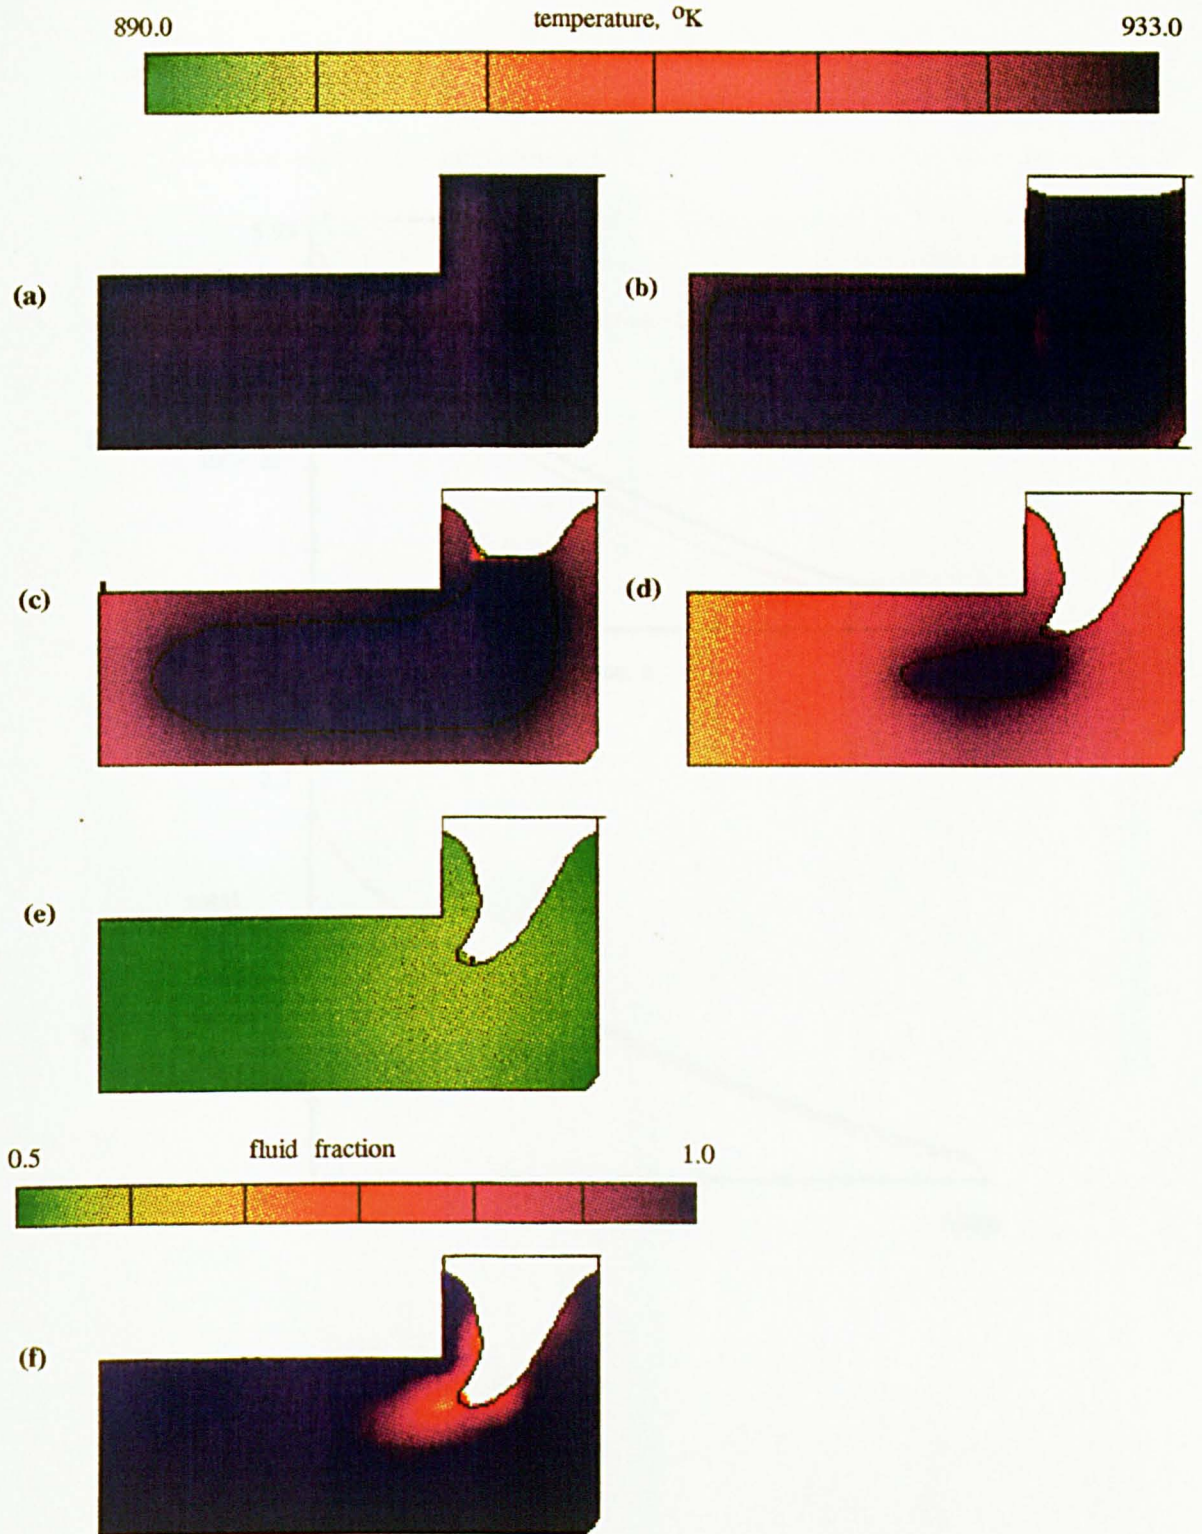 temperature, °K
890.0 933.0
(a) (b)
(c) (d)
(e)
fluid fraction
0.5 1.0
(f)